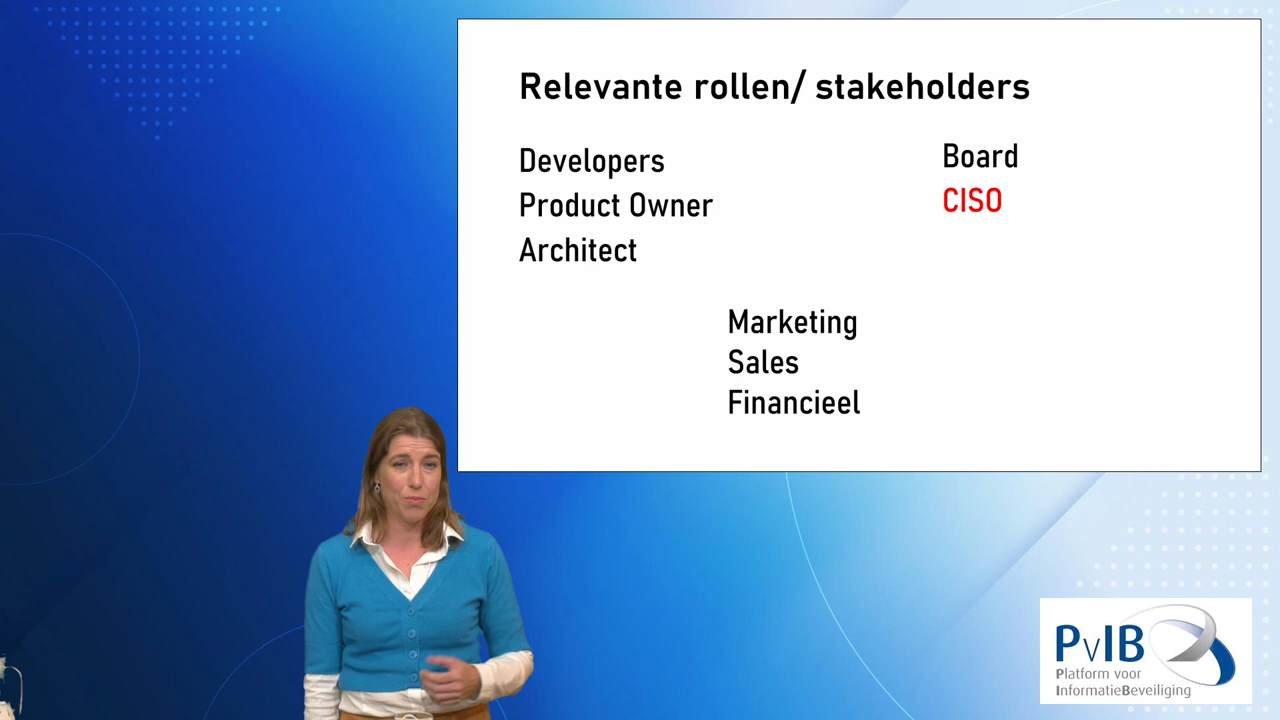 Relevante rollen/ stakeholders
Developers
Product Owner
Architect
Board
CISO
Marketing
Sales
Financieel
PvIB
Platform voor
InformatieBeveiliging